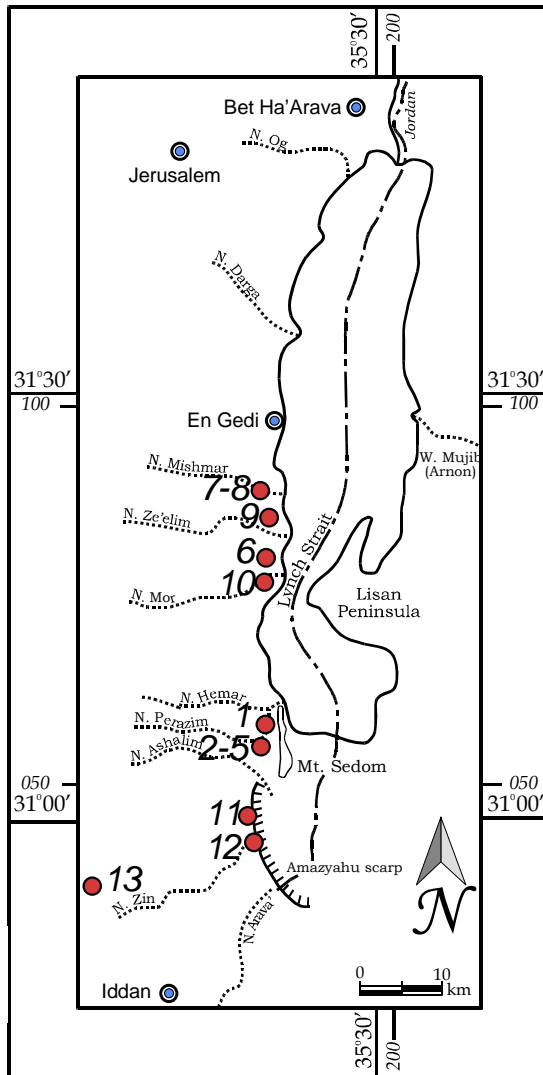 35°30′
200
Bet Ha’Arava
Jordan
N. Og
Jerusalem
N. Darga
31°30′
31°30′
100
100
En Gedi
W. Mujib
(Arnon)
N. Mishmar
7-8
N. Ze’elim
9
Lynch Strait
6
10
N. Mor
Lisan
Peninsula
N. Hemar
1
N. Perazim
2-5
N. Ashalim
Mt. Sedom
050
050
31°00′
31°00′
11
12
Amazyahu scarp
13
N. Zin
N. Arava
N
Iddan
0
10
km
35°30′
200